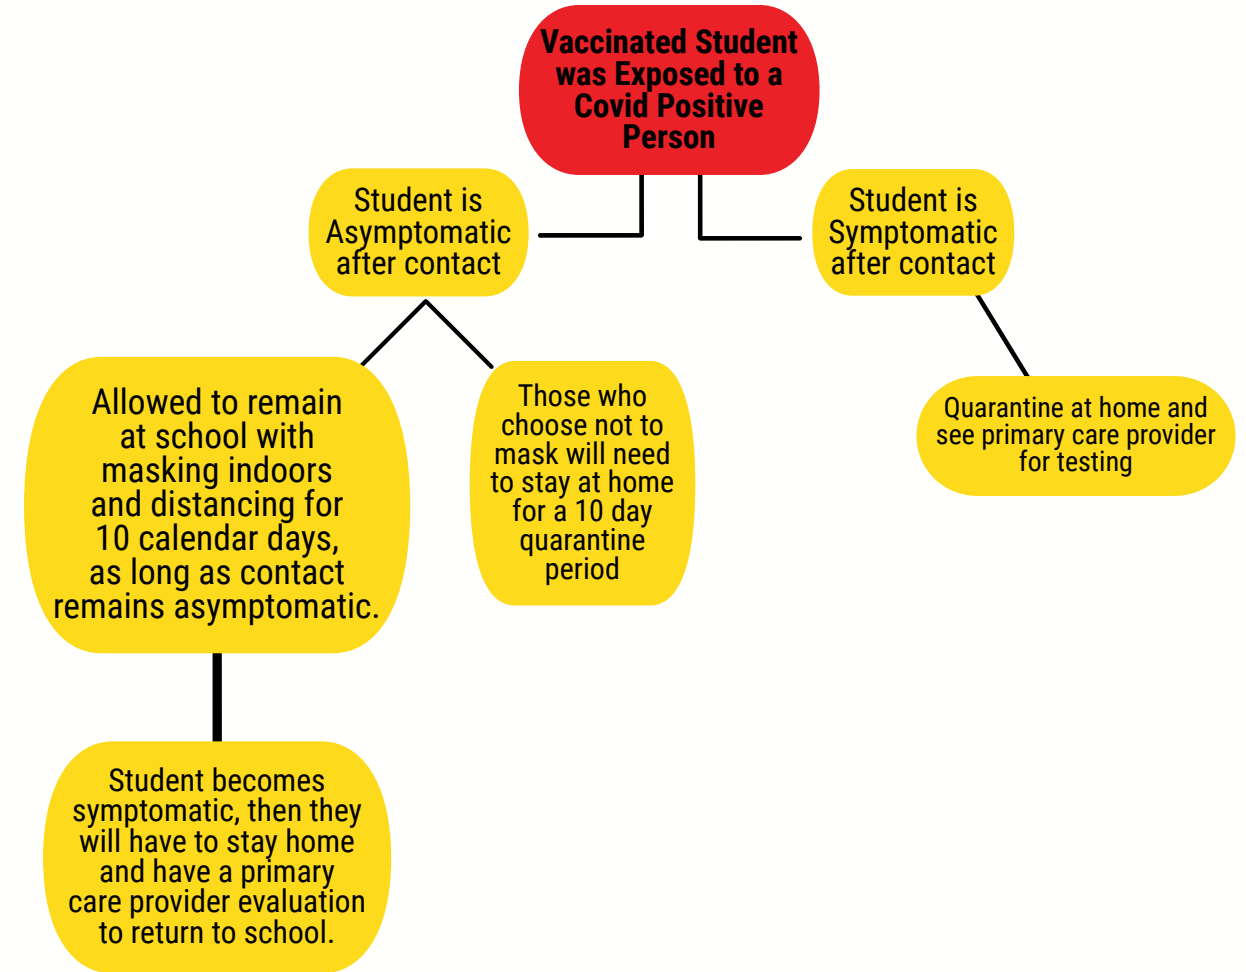 Vaccinated Student
was Exposed to a
Covid Positive
Person
Student is
Asymptomatic
after contact
Student is
Symptomatic
after contact
Allowed to remain
at school with
masking indoors
and distancing for
10 calendar days,
as long as contact
remains asymptomatic.
Those who
choose not to
mask will need
to stay at home
for a 10 day
quarantine
period
Quarantine at home and
see primary care provider
for testing
Student becomes
symptomatic, then they
will have to stay home
and have a primary
care provider evaluation
to return to school.